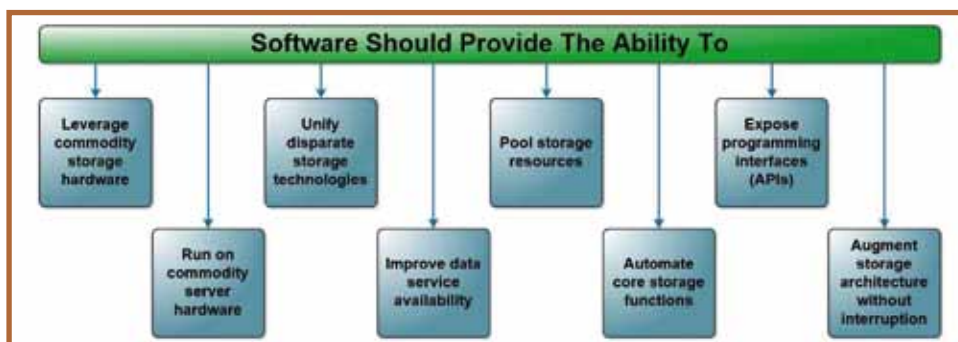 Software Should Provide The Ability To
Leverage
commodity
storage
hardware
Run on
commodity
server
hardware
Unify
disparate
storage
technologies
Improve data
service
availability
Pool storage
resources
Automate
core storage
functions
Expose
programming
interfaces
(APIs)
Augment
storage
architecture
without
interruption